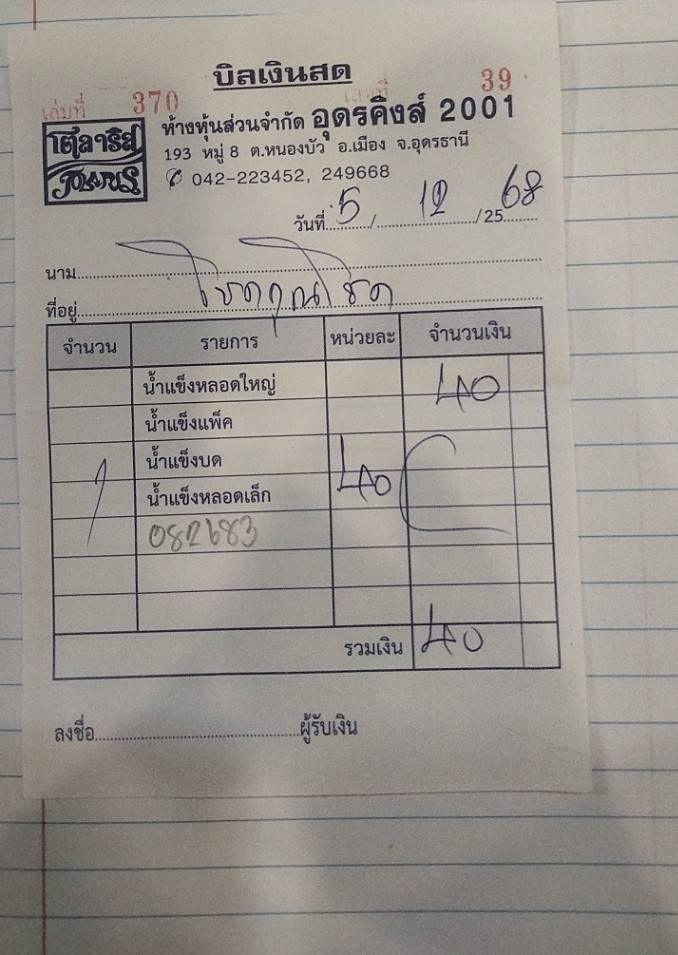 บิลเงินสด
เล่มที่ 370 เลขที่ 39
ห้างหุ้นส่วนจำกัด อุดรคิงส์ 2001
193 หมู่ 8 ต.หนองบัว อ.เมือง จ.อุดรธานี
042-223452, 249668
วันที่ 5 / 12 / 25 68
นาม
ที่อยู่
จำนวน รายการ หน่วยละ จำนวนเงิน
น้ำแข็งหลอดใหญ่ 40
น้ำแข็งแพ็ค
น้ำแข็งบด
1 น้ำแข็งหลอดเล็ก 40
082683
รวมเงิน 40
ลงชื่อ ผู้รับเงิน